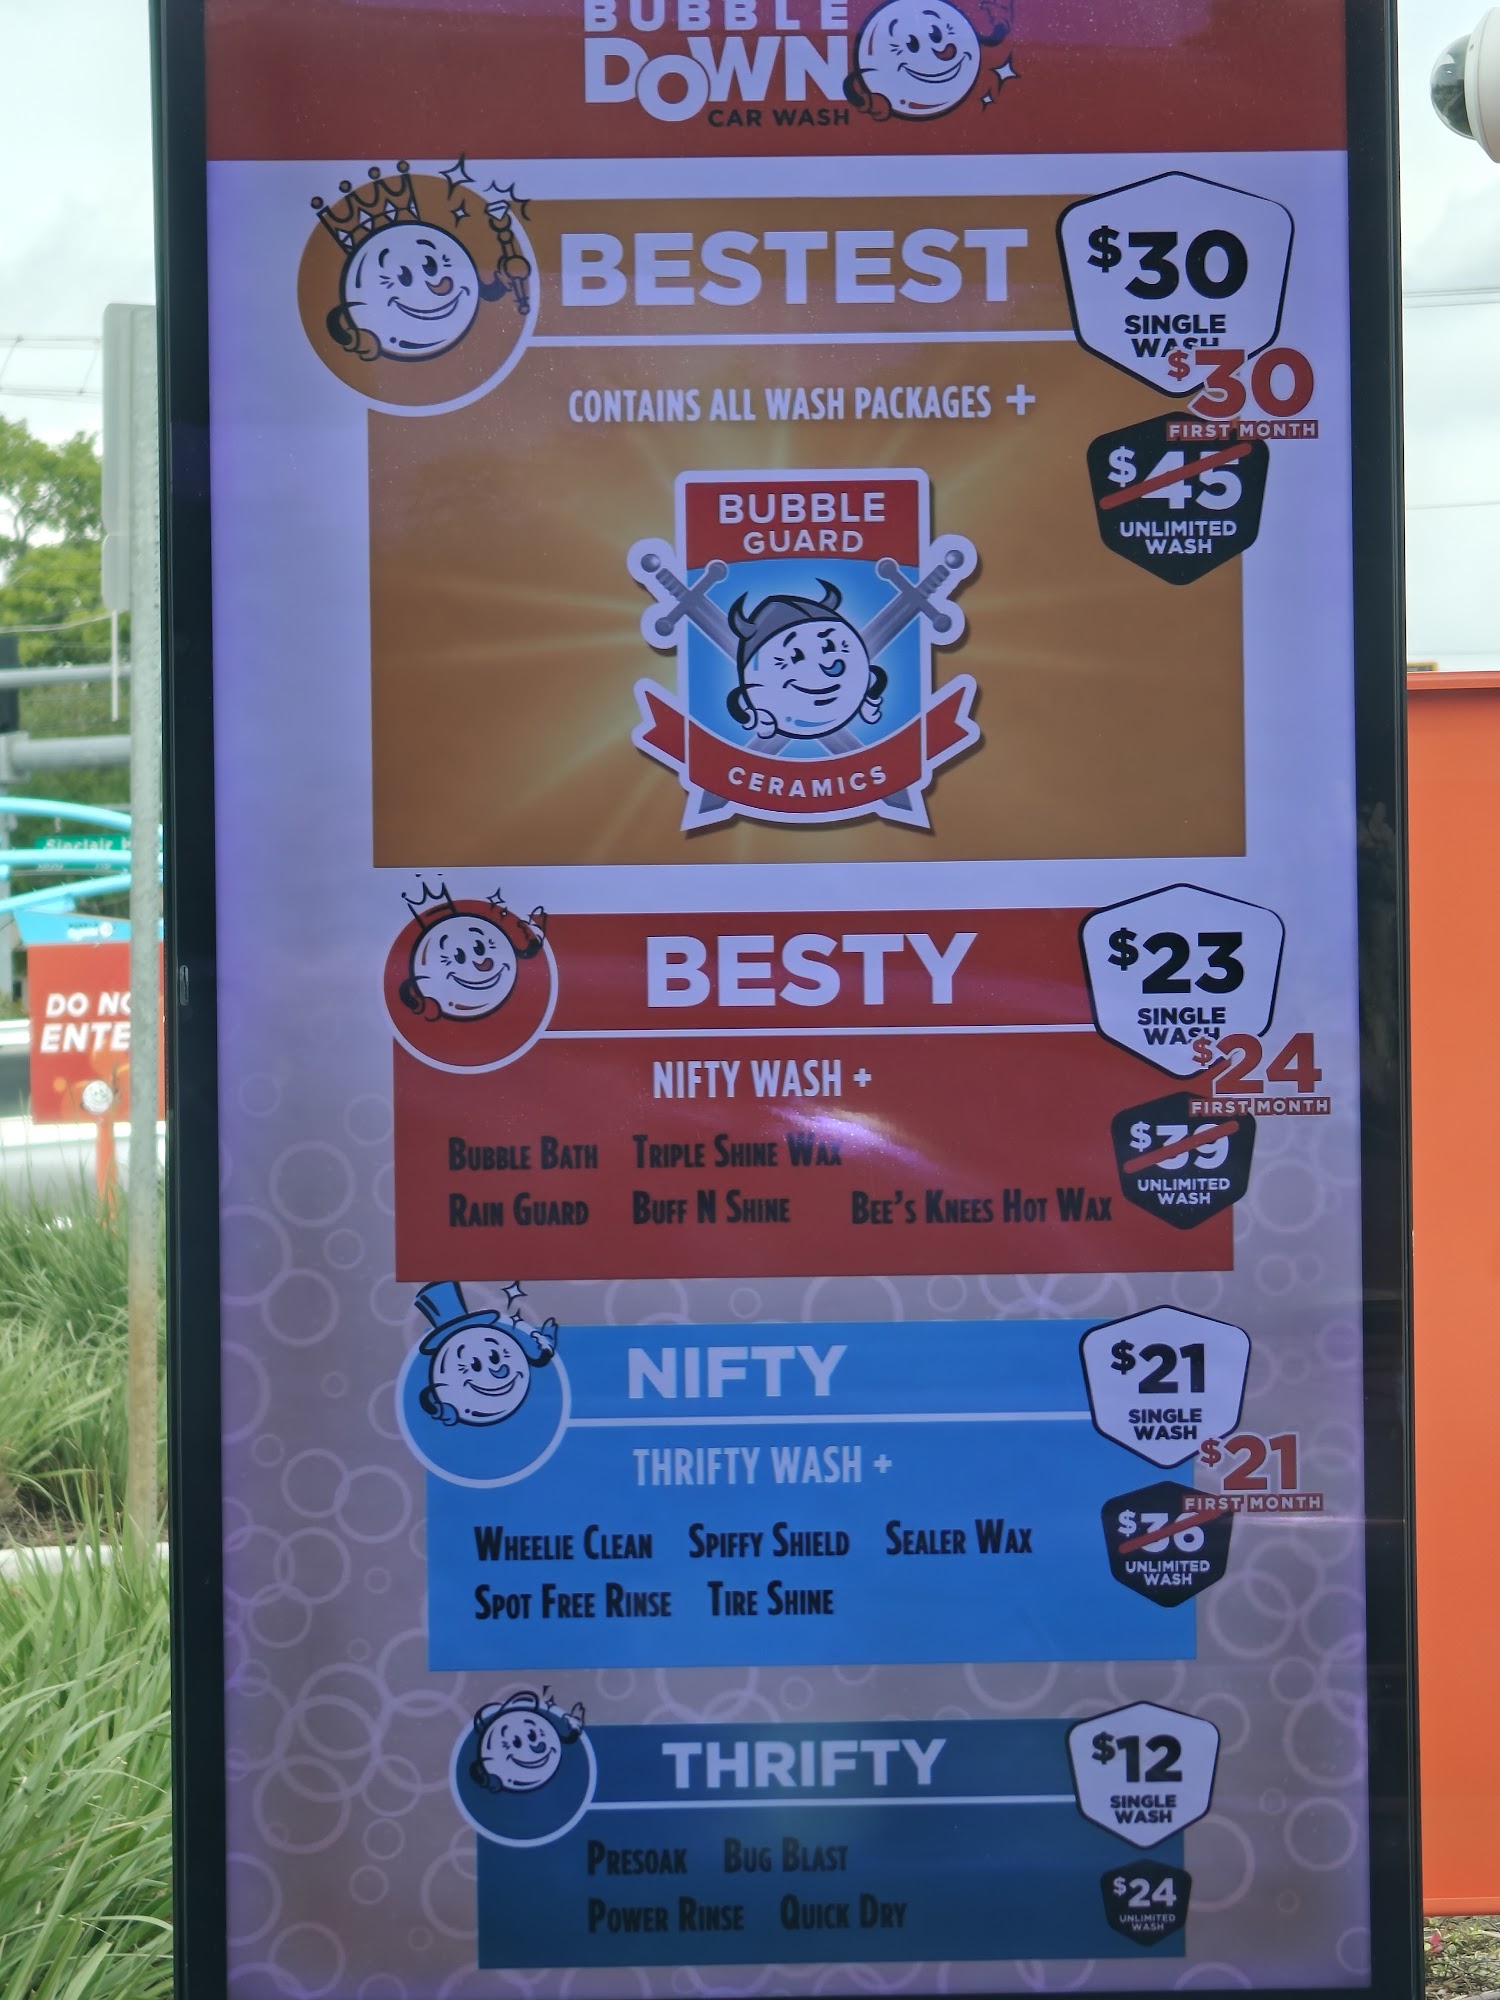 BUBBLE
DOWN
CAR WASH
BESTEST
$30
SINGLE
WASH
CONTAINS ALL WASH PACKAGES +
$30
FIRST MONTH
$45
UNLIMITED
WASH
BUBBLE
GUARD
CERAMICS
BESTY
$23
SINGLE
WASH
NIFTY WASH +
$24
FIRST MONTH
$39
UNLIMITED
WASH
BUBBLE BATH TRIPLE SHINE WAX
RAIN GUARD BUFF N SHINE BEE'S KNEES HOT WAX
NIFTY
$21
SINGLE
WASH
THRIFTY WASH +
$21
FIRST MONTH
$36
UNLIMITED
WASH
WHEELIE CLEAN SPIFFY SHIELD SEALER WAX
SPOT FREE RINSE TIRE SHINE
THRIFTY
$12
SINGLE
WASH
PRESOAK BUG BLAST
POWER RINSE QUICK DRY
$24
UNLIMITED
WASH
Sinclair
DO NO
ENTE